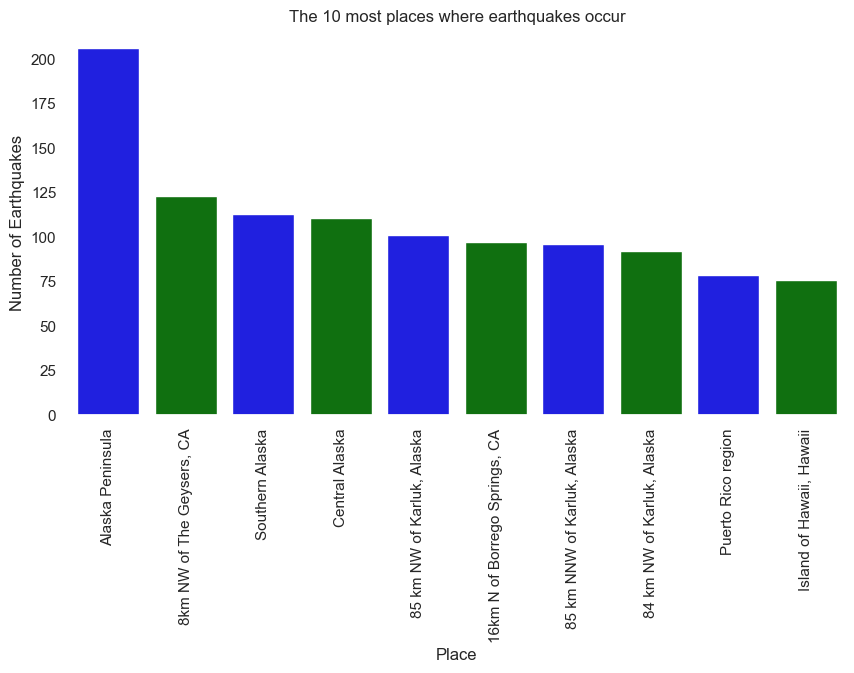 The 10 most places where earthquakes occur
Number of Earthquakes
200
175
150
125
100
75
50
25
0
Alaska Peninsula
8km NW of The Geysers, CA
Southern Alaska
Central Alaska
85 km NW of Karluk, Alaska
16km N of Borrego Springs, CA
85 km NNW of Karluk, Alaska
84 km NW of Karluk, Alaska
Puerto Rico region
Island of Hawaii, Hawaii
Place